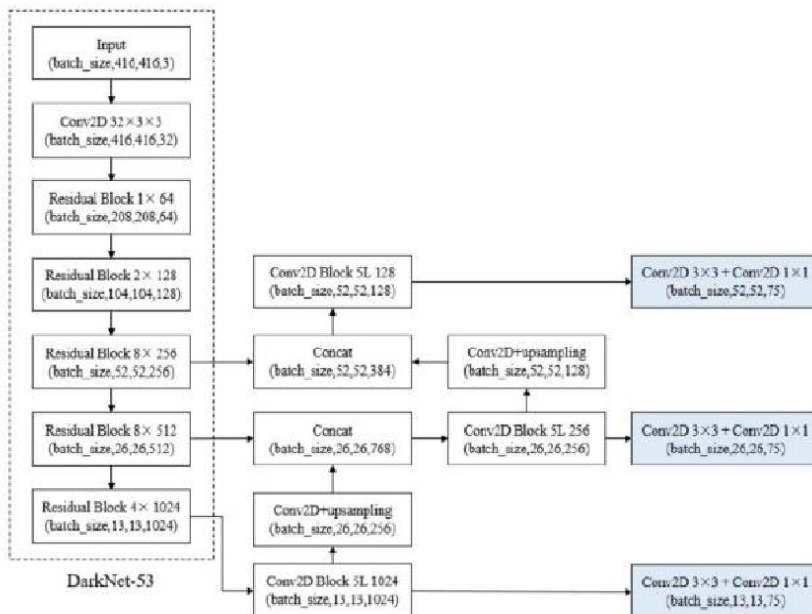 Input
(batch_size,416,416,3)
Conv2D 32×3×3
(batch_size,416,416,32)
Residual Block 1× 64
(batch_size,208,208,64)
Residual Block 2× 128
(batch_size,104,104,128)
Residual Block 8× 256
(batch_size,52,52,256)
Residual Block 8× 512
(batch_size,26,26,512)
Residual Block 4× 1024
(batch_size,13,13,1024)
DarkNet-53
Conv2D Block 5L 128
(batch_size,52,52,128)
Concat
(batch_size,52,52,384)
Concat
(batch_size,26,26,768)
Conv2D+upsampling
(batch_size,26,26,256)
Conv2D Block 5L 1024
(batch_size,13,13,1024)
Conv2D+upsampling
(batch_size,52,52,128)
Conv2D Block 5L 256
(batch_size,26,26,256)
Conv2D 3×3 + Conv2D 1×1
(batch_size,52,52,75)
Conv2D 3×3 + Conv2D 1×1
(batch_size,26,26,75)
Conv2D 3×3 + Conv2D 1×1
(batch_size,13,13,75)